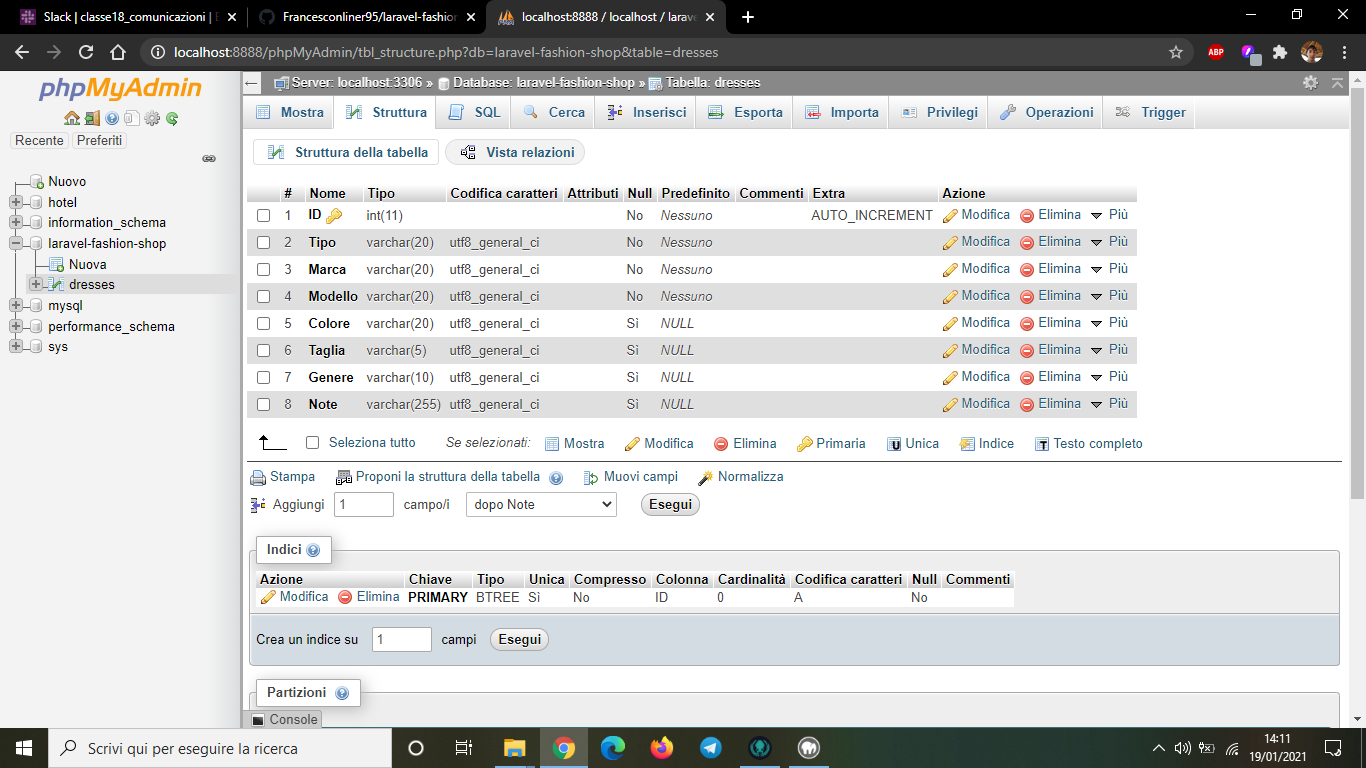 Slack | classe18_comunicazioni |
Francesconliner95/laravel-fashion
localhost:8888 / localhost / larave
localhost:8888/phpMyAdmin/tbl_structure.php?db=laravel-fashion-shop&table=dresses
ABP
phpMyAdmin
Recente Preferiti
Nuovo
hotel
information_schema
laravel-fashion-shop
Nuova
dresses
mysql
performance_schema
sys
Server: localhost:3306 » Database: laravel-fashion-shop » Tabella: dresses
Mostra Struttura SQL Cerca Inserisci Esporta Importa Privilegi Operazioni Trigger
Struttura della tabella Vista relazioni
# Nome Tipo Codifica caratteri Attributi Null Predefinito Commenti Extra Azione
1 ID int(11) No Nessuno AUTO_INCREMENT Modifica Elimina Più
2 Tipo varchar(20) utf8_general_ci No Nessuno Modifica Elimina Più
3 Marca varchar(20) utf8_general_ci No Nessuno Modifica Elimina Più
4 Modello varchar(20) utf8_general_ci No Nessuno Modifica Elimina Più
5 Colore varchar(20) utf8_general_ci Sì NULL Modifica Elimina Più
6 Taglia varchar(5) utf8_general_ci Sì NULL Modifica Elimina Più
7 Genere varchar(10) utf8_general_ci Sì NULL Modifica Elimina Più
8 Note varchar(255) utf8_general_ci Sì NULL Modifica Elimina Più
Seleziona tutto Se selezionati: Mostra Modifica Elimina Primaria Unica Indice Testo completo
Stampa Proponi la struttura della tabella Muovi campi Normalizza
Aggiungi 1 campo/i dopo Note Esegui
Indici
Azione Chiave Tipo Unica Compresso Colonna Cardinalità Codifica caratteri Null Commenti
Modifica Elimina PRIMARY BTREE Sì No ID 0 A No
Crea un indice su 1 campi Esegui
Partizioni
Console
Scrivi qui per eseguire la ricerca
14:11
19/01/2021